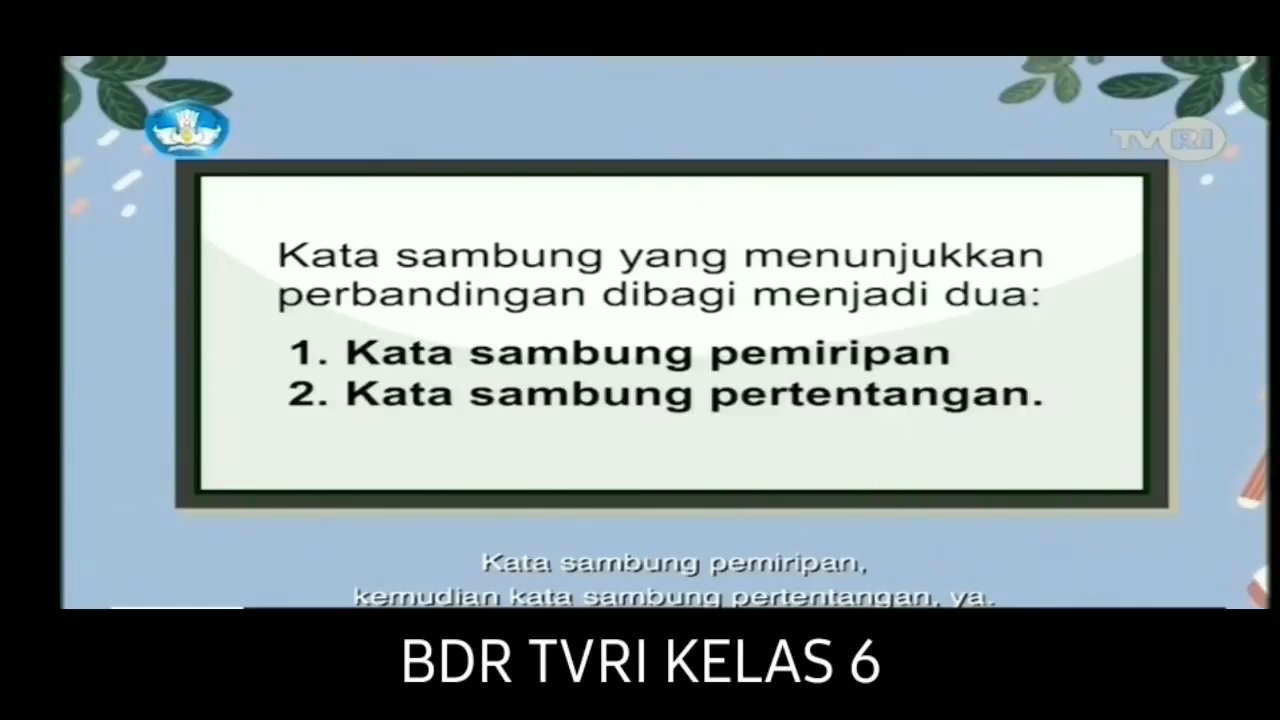 TVRI
Kata sambung yang menunjukkan
perbandingan dibagi menjadi dua:
1. Kata sambung pemiripan
2. Kata sambung pertentangan.
Kata sambung pemiripan,
kemudian kata sambung pertentangan, ya.
BDR TVRI KELAS 6